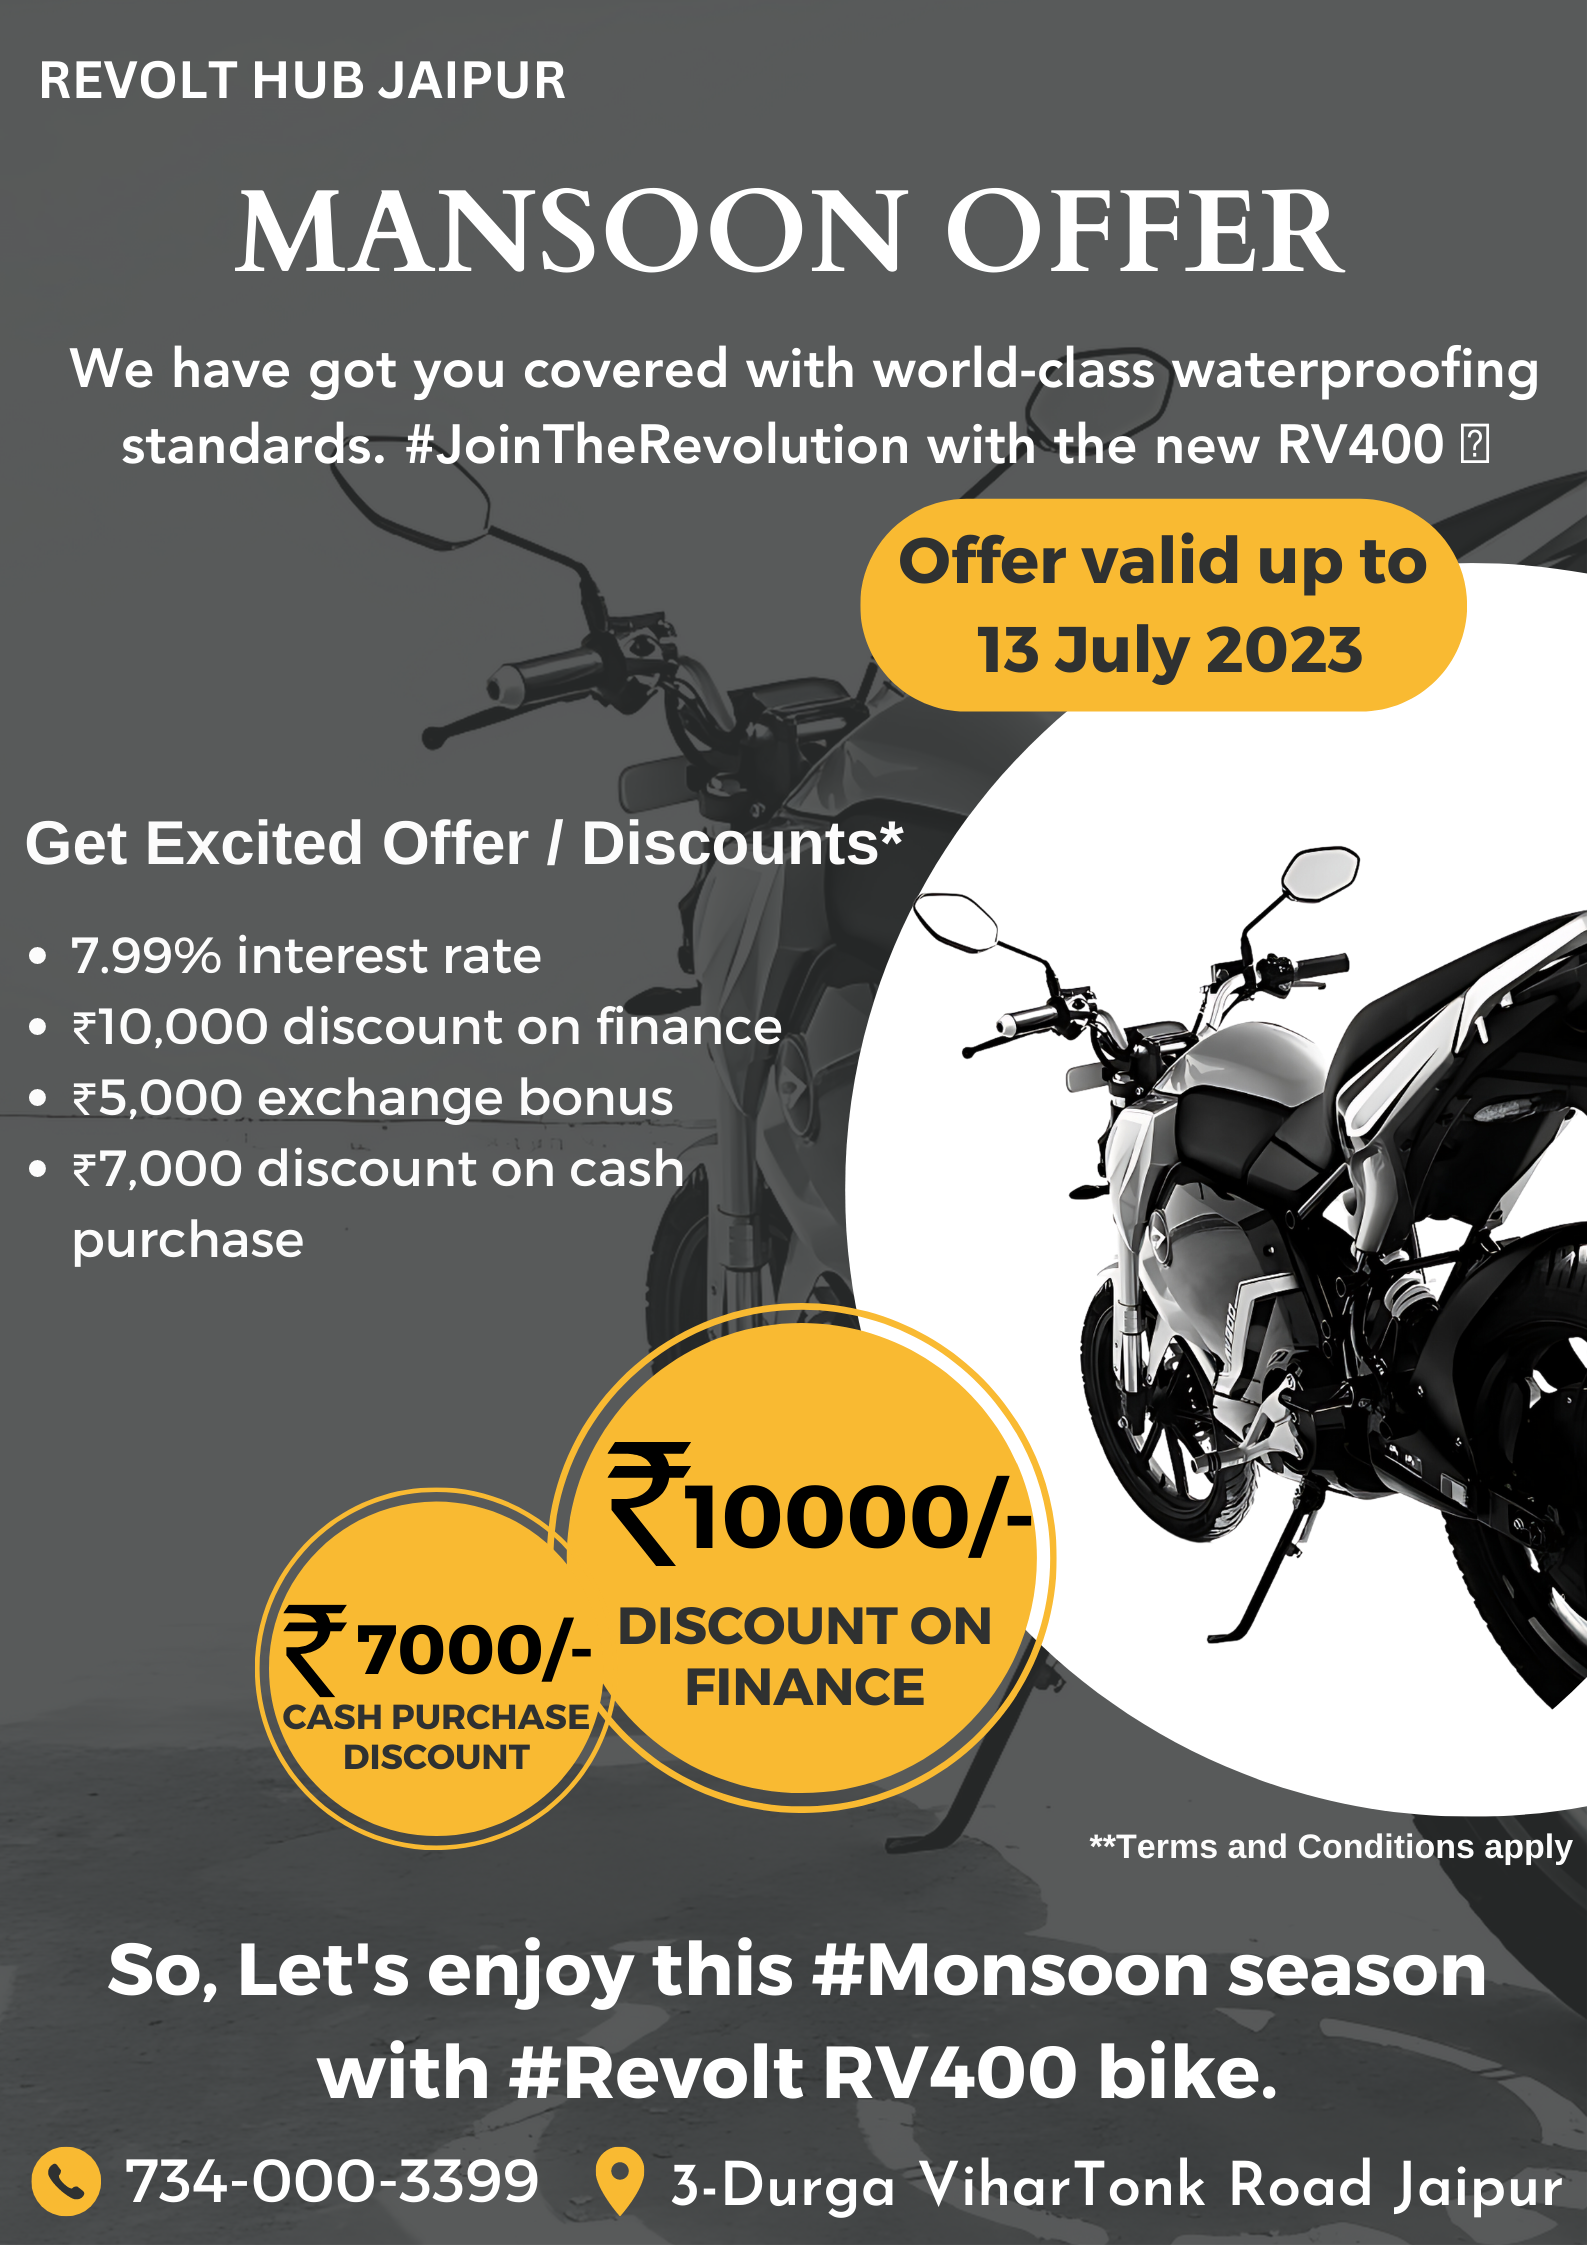 REVOLT HUB JAIPUR
MANSOON OFFER
We have got you covered with world-class waterproofing
standards. #JoinTheRevolution with the new RV400
Offer valid up to
13 July 2023
Get Excited Offer / Discounts*
• 7.99% interest rate
• ₹10,000 discount on finance
• ₹5,000 exchange bonus
• ₹7,000 discount on cash
purchase
₹10000/-
DISCOUNT ON
FINANCE
₹7000/-
CASH PURCHASE
DISCOUNT
**Terms and Conditions apply
So, Let's enjoy this #Monsoon season
with #Revolt RV400 bike.
734-000-3399
3-Durga ViharTonk Road Jaipur